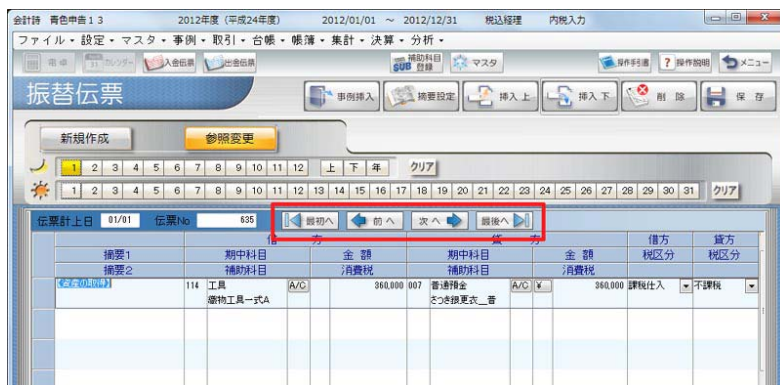 会計詩 青色申告13 2012年度 (平成24年度) 2012/01/01 ～ 2012/12/31 税込経理 内税入力
ファイル・設定・マスタ・事例・取引・台帳・帳簿・集計・決算・分析・
電卓 カレンダー 入金伝票 出金伝票 SUB 補助科目登録 マスタ 操作手引書 ? 操作説明 メニュー
振替伝票 事例挿入 摘要設定 挿入上 挿入下 削除 保存
新規作成 参照変更
1 2 3 4 5 6 7 8 9 10 11 12 上 下 年 クリア
1 2 3 4 5 6 7 8 9 10 11 12 13 14 15 16 17 18 19 20 21 22 23 24 25 26 27 28 29 30 31 クリア
伝票計上日 01/01 伝票No 635 最初へ 前へ 次へ 最後へ
借方 貸方 借方 貸方
摘要1 期中科目 金額 期中科目 金額 税区分 税区分
摘要2 補助科目 消費税 補助科目 消費税
【資産の取得】 114 工具 A/C 360,000 007 普通預金 A/C ¥ 360,000 課税仕入 不課税
織物工具一式A さつき銀更衣__普